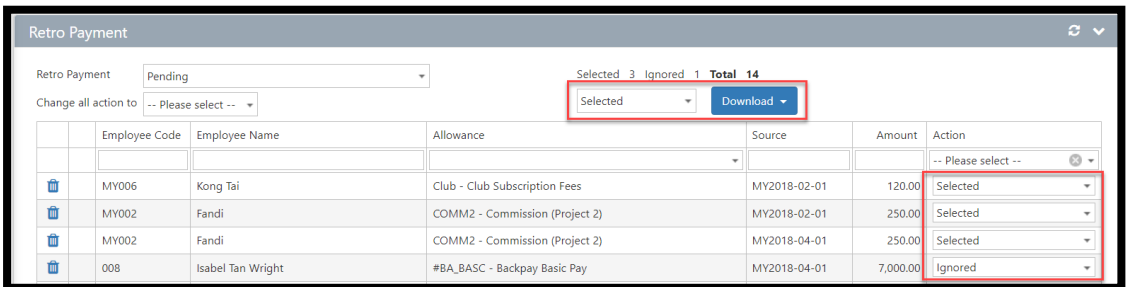 Retro Payment
Retro Payment Pending Selected 3 Ignored 1 Total 14
Change all action to -- Please select -- Selected Download
Employee Code Employee Name Allowance Source Amount Action
-- Please select --
MY006 Kong Tai Club - Club Subscription Fees MY2018-02-01 120.00 Selected
MY002 Fandi COMM2 - Commission (Project 2) MY2018-02-01 250.00 Selected
MY002 Fandi COMM2 - Commission (Project 2) MY2018-04-01 250.00 Selected
008 Isabel Tan Wright #BA_BASC - Backpay Basic Pay MY2018-04-01 7,000.00 Ignored